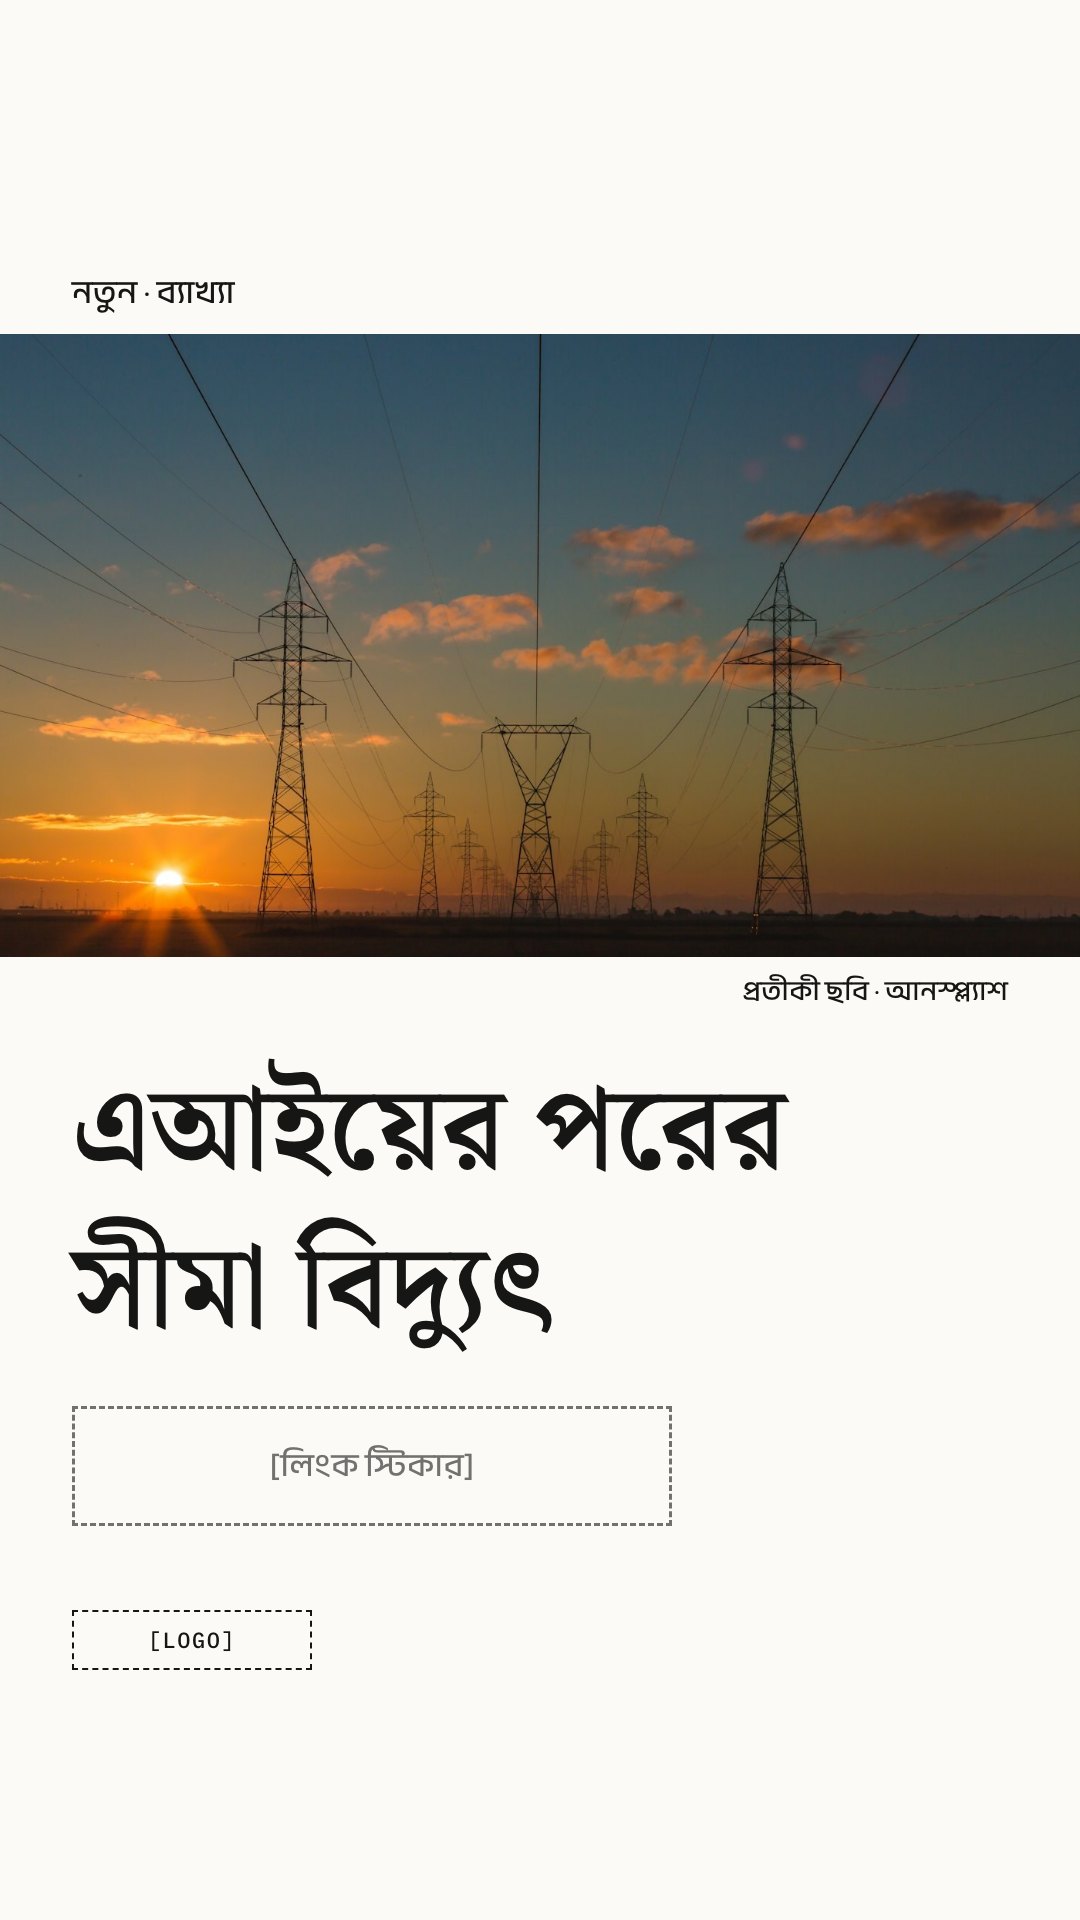 নতুন · ব্যাখ্যা
প্রতীকী ছবি · আনস্প্ল্যাশ
এআইয়ের পরের
সীমা বিদ্যুৎ
[লিংক স্টিকার]
[LOGO]